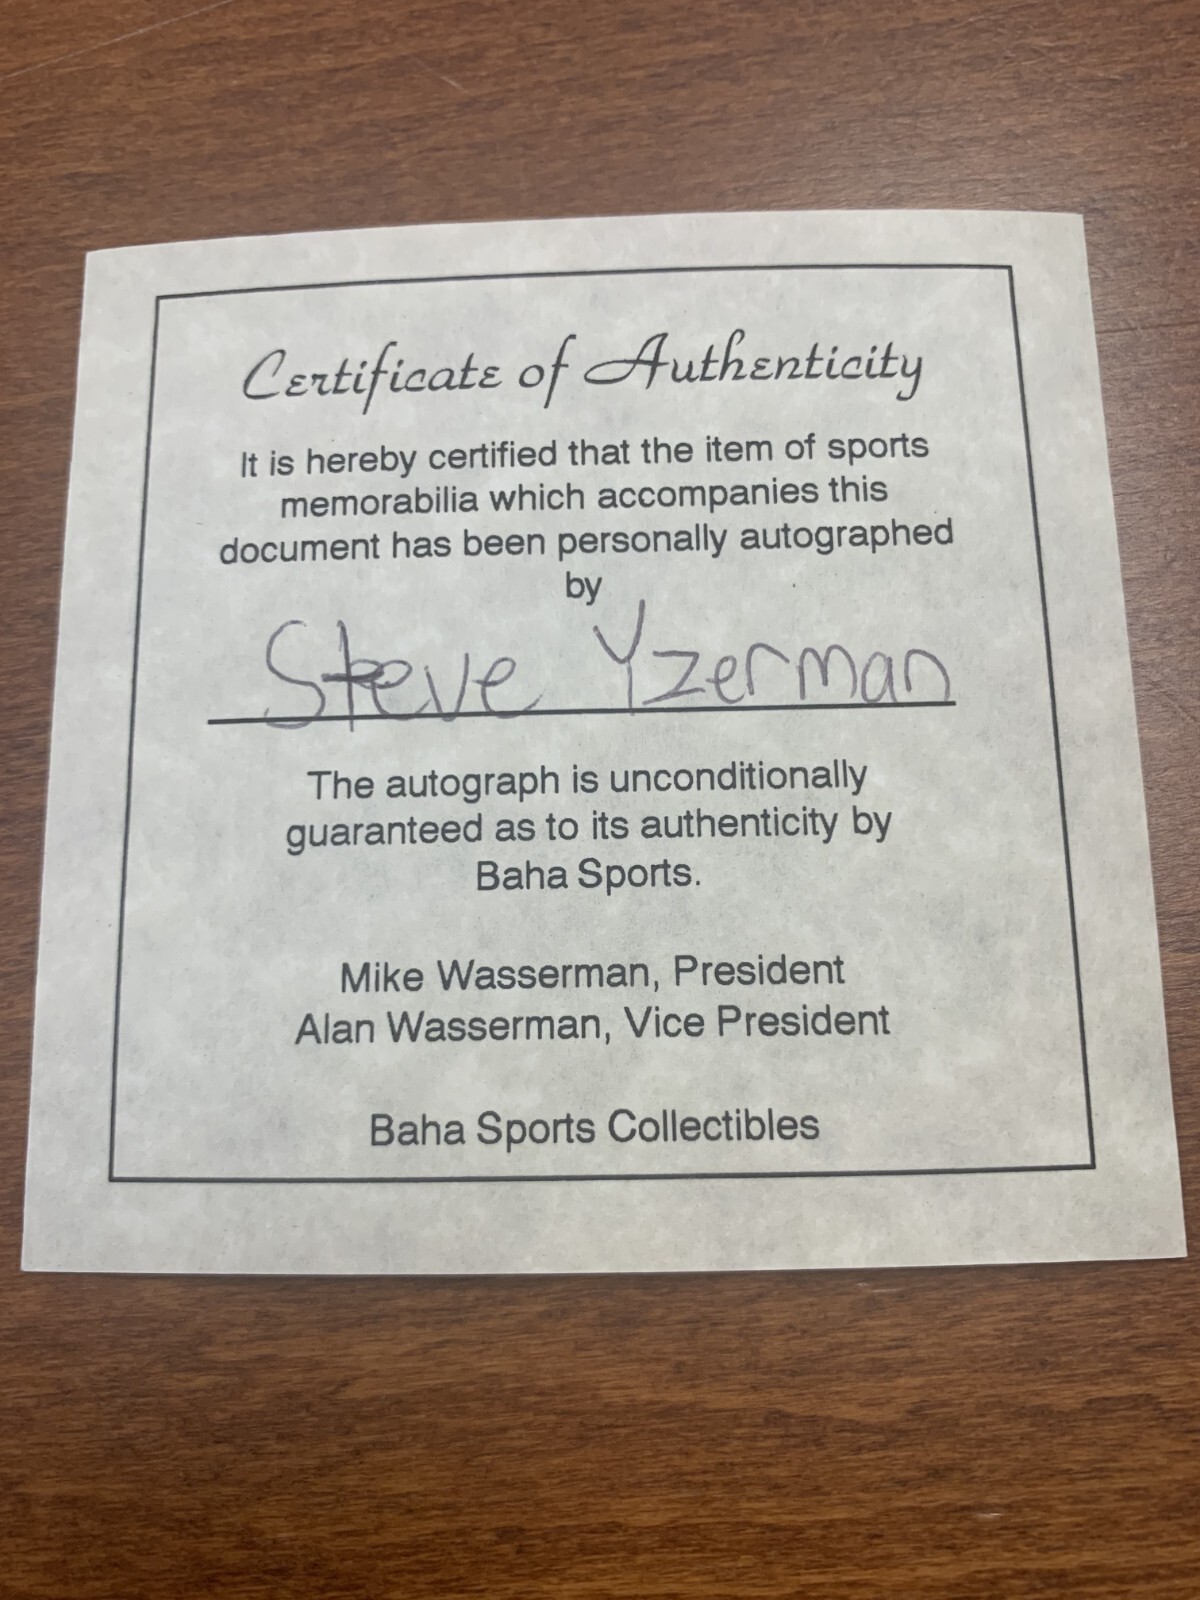 Certificate of Authenticity
It is hereby certified that the item of sports
memorabilia which accompanies this
document has been personally autographed
by
Steve Yzerman
The autograph is unconditionally
guaranteed as to its authenticity by
Baha Sports.
Mike Wasserman, President
Alan Wasserman, Vice President
Baha Sports Collectibles